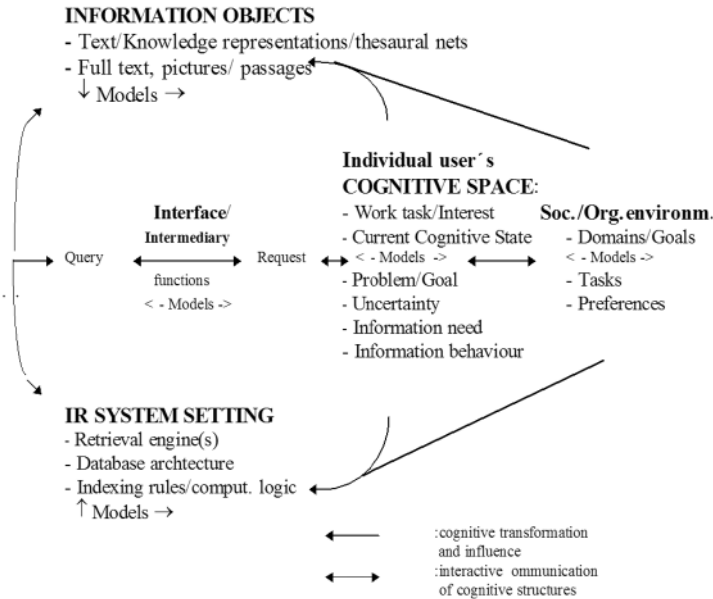 INFORMATION OBJECTS
- Text/Knowledge representations/thesaural nets
- Full text, pictures/ passages
↓ Models →
Individual user´s
COGNITIVE SPACE:
- Work task/Interest
- Current Cognitive State
< - Models ->
- Problem/Goal
- Uncertainty
- Information need
- Information behaviour
Soc./Org.environm.
- Domains/Goals
< - Models ->
- Tasks
- Preferences
Interface/
Intermediary
functions
< - Models ->
Query
Request
IR SYSTEM SETTING
- Retrieval engine(s)
- Database archtecture
- Indexing rules/comput. logic
↑ Models →
:cognitive transformation
and influence
:interactive ommunication
of cognitive structures